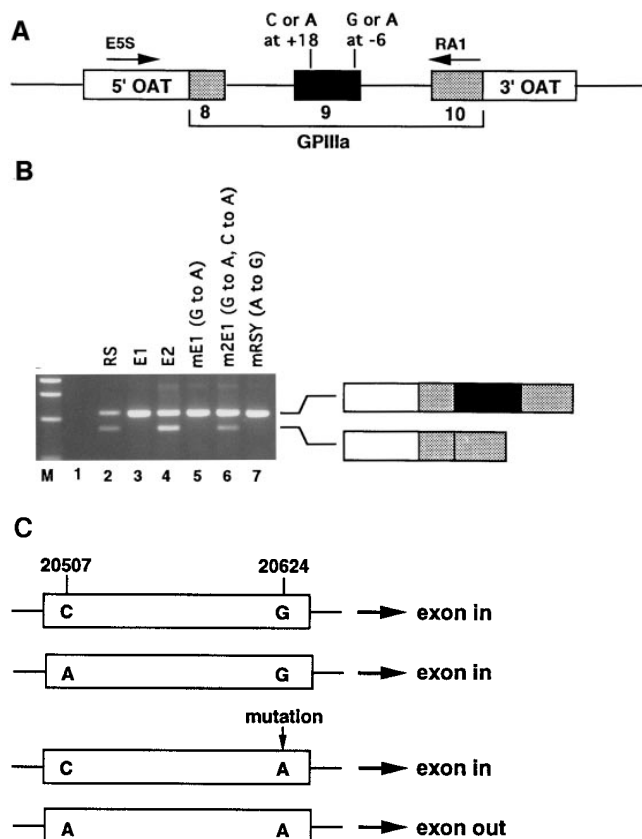 A
C or A
at +18
G or A
at -6
E5S
RA1
5' OAT
3' OAT
8
9
10
GPIIIa
B
RS
E1
E2
mE1 (G to A)
m2E1 (G to A, C to A)
mRSY (A to G)
M 1 2 3 4 5 6 7
C
20507 20624
C G exon in
A G exon in
mutation
C A exon in
A A exon out